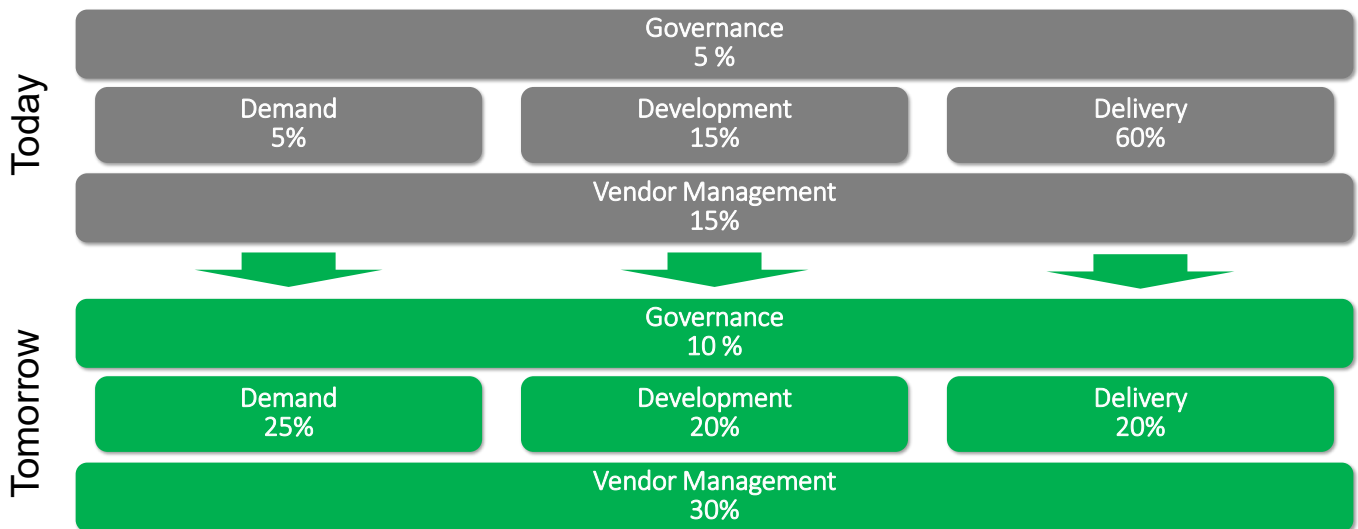 Today
Governance
5 %
Demand
5%
Development
15%
Delivery
60%
Vendor Management
15%
Tomorrow
Governance
10 %
Demand
25%
Development
20%
Delivery
20%
Vendor Management
30%